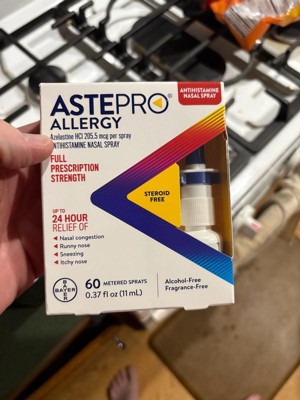 ASTEPRO®
ALLERGY
ANTIHISTAMINE
NASAL SPRAY
Azelastine HCl 205.5 mcg per spray
ANTIHISTAMINE NASAL SPRAY
FULL
PRESCRIPTION
STRENGTH
STEROID
FREE
UP TO
24 HOUR
RELIEF OF
Nasal congestion
Runny nose
Sneezing
Itchy nose
BAYER
BAYER
60 METERED SPRAYS
0.37 fl oz (11 mL)
Alcohol-Free
Fragrance-Free